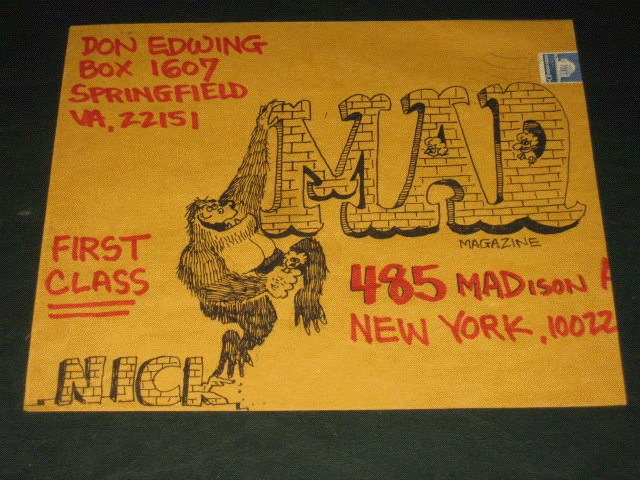 DON EDWING
BOX 1607
SPRINGFIELD
VA, 22151
MAD
MAGAZINE
FIRST
CLASS
485 MADISON A
NEW YORK, 10022
NICK